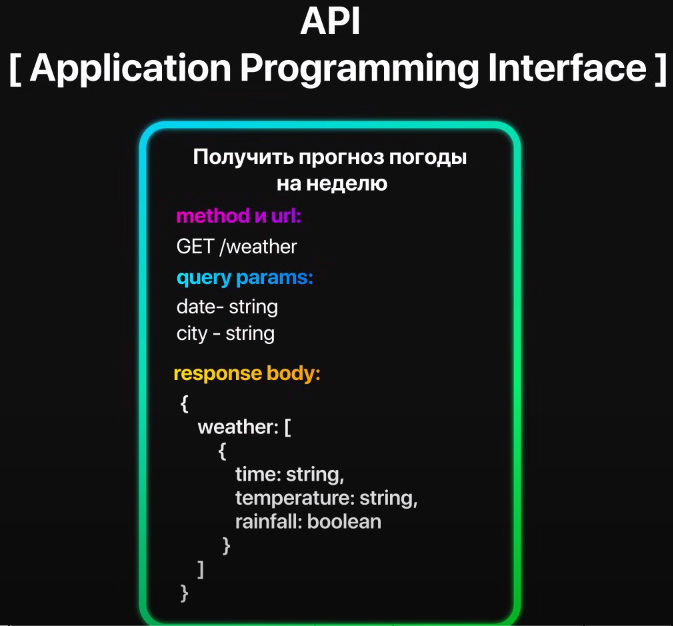 API
[ Application Programming Interface ]
Получить прогноз погоды
на неделю
method и url:
GET /weather
query params:
date- string
city - string
response body:
{
weather: [
{
time: string,
temperature: string,
rainfall: boolean
}
]
}